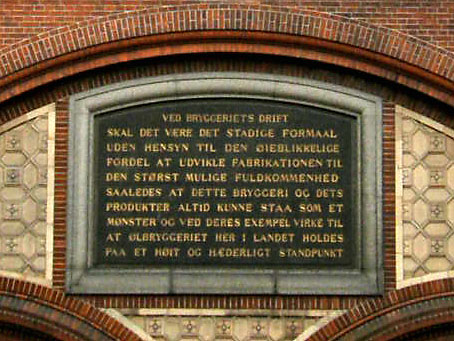 VED BRYGGERIETS DRIFT
SKAL DET VÆRE DET STADIGE FORMAAL
UDEN HENSYN TIL DEN ØIEBLIKKELIGE
FORDEL AT UDVIKLE FABRIKATIONEN TIL
DEN STØRST MULIGE FULDKOMMENHED
SAALEDES AT DETTE BRYGGERI OG DETS
PRODUKTER ALTID KUNNE STAA SOM ET
MØNSTER OG VED DERES EXEMPEL VIRKE TIL
AT ØLBRYGGERIET HER I LANDET HOLDES
PAA ET HØIT OG HÆDERLIGT STANDPUNKT